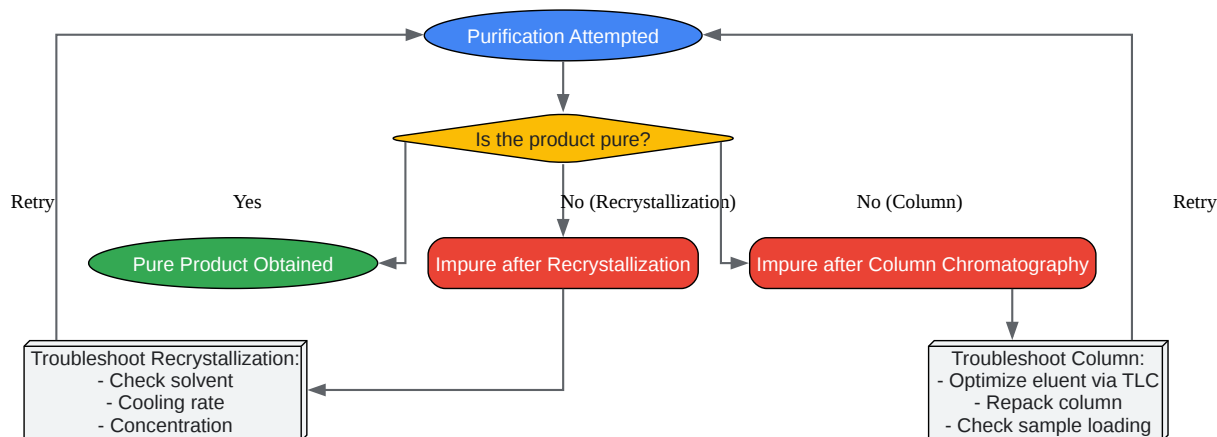 Purification Attempted
Is the product pure?
Retry
Yes
No (Recrystallization)
No (Column)
Retry
Pure Product Obtained
Impure after Recrystallization
Impure after Column Chromatography
Troubleshoot Recrystallization:
- Check solvent
- Cooling rate
- Concentration
Troubleshoot Column:
- Optimize eluent via TLC
- Repack column
- Check sample loading